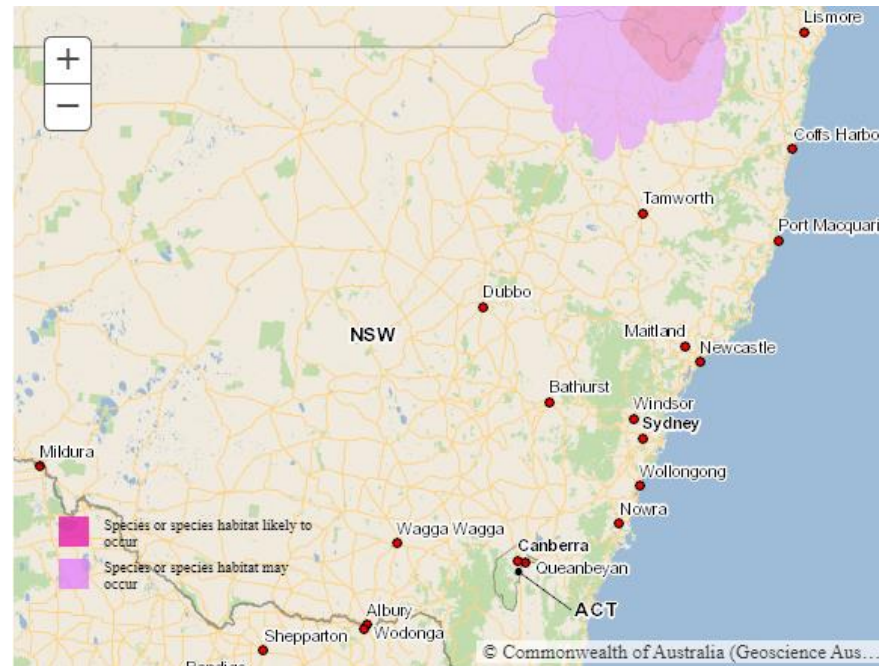 Lismore
+
−
Coffs Harbo
Tamworth
Port Macquari
Dubbo
NSW
Maitland
Newcastle
Bathurst
Windsor
Sydney
Mildura
Wollongong
Nowra
Species or species habitat likely to
occur
Wagga Wagga
Canberra
Species or species habitat may
occur
Queanbeyan
ACT
Albury
Wodonga
Shepparton
© Commonwealth of Australia (Geoscience Aus...